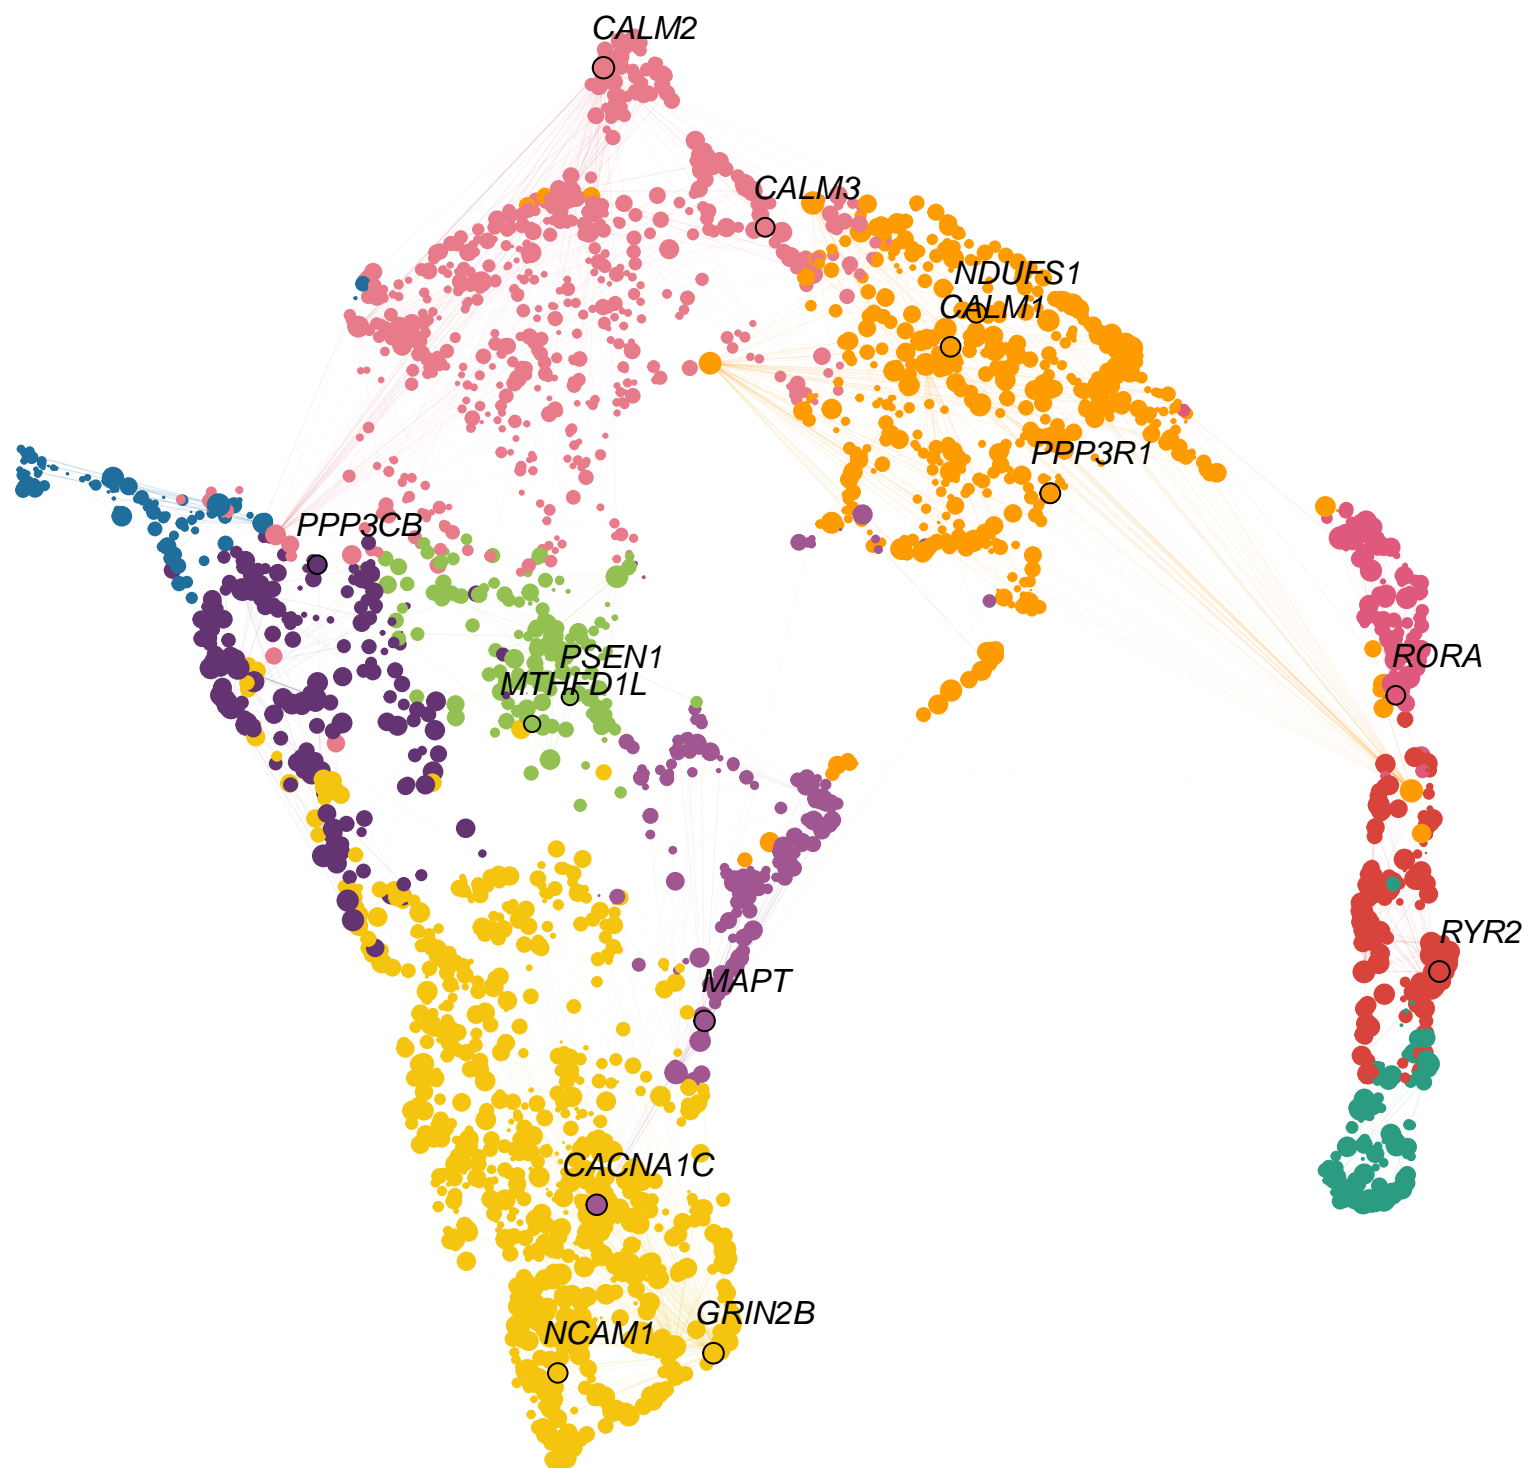 CALM2
CALM3
NDUFS1
CALM1
PPP3R1
PPP3CB
PSEN1
MTHFD1L
RORA
RYR2
MAPT
CACNA1C
GRIN2B
NCAM1